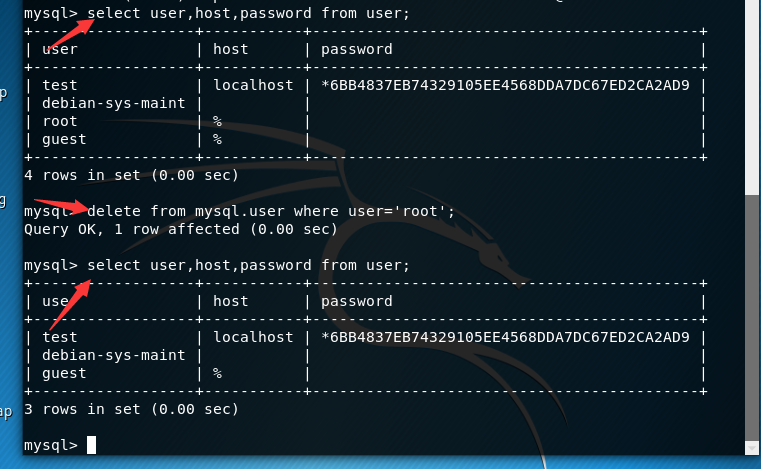 mysql> select user,host,password from user;
+------------------+-----------+-------------------------------------------+
| user             | host      | password                                  |
+------------------+-----------+-------------------------------------------+
| test             | localhost | *6BB4837EB74329105EE4568DDA7DC67ED2CA2AD9 |
| debian-sys-maint |           |                                           |
| root             | %         |                                           |
| guest            | %         |                                           |
+------------------+-----------+-------------------------------------------+
4 rows in set (0.00 sec)
mysql> delete from mysql.user where user='root';
Query OK, 1 row affected (0.00 sec)
mysql> select user,host,password from user;
+------------------+-----------+-------------------------------------------+
| user             | host      | password                                  |
+------------------+-----------+-------------------------------------------+
| test             | localhost | *6BB4837EB74329105EE4568DDA7DC67ED2CA2AD9 |
| debian-sys-maint |           |                                           |
| guest            | %         |                                           |
+------------------+-----------+-------------------------------------------+
3 rows in set (0.00 sec)
mysql>